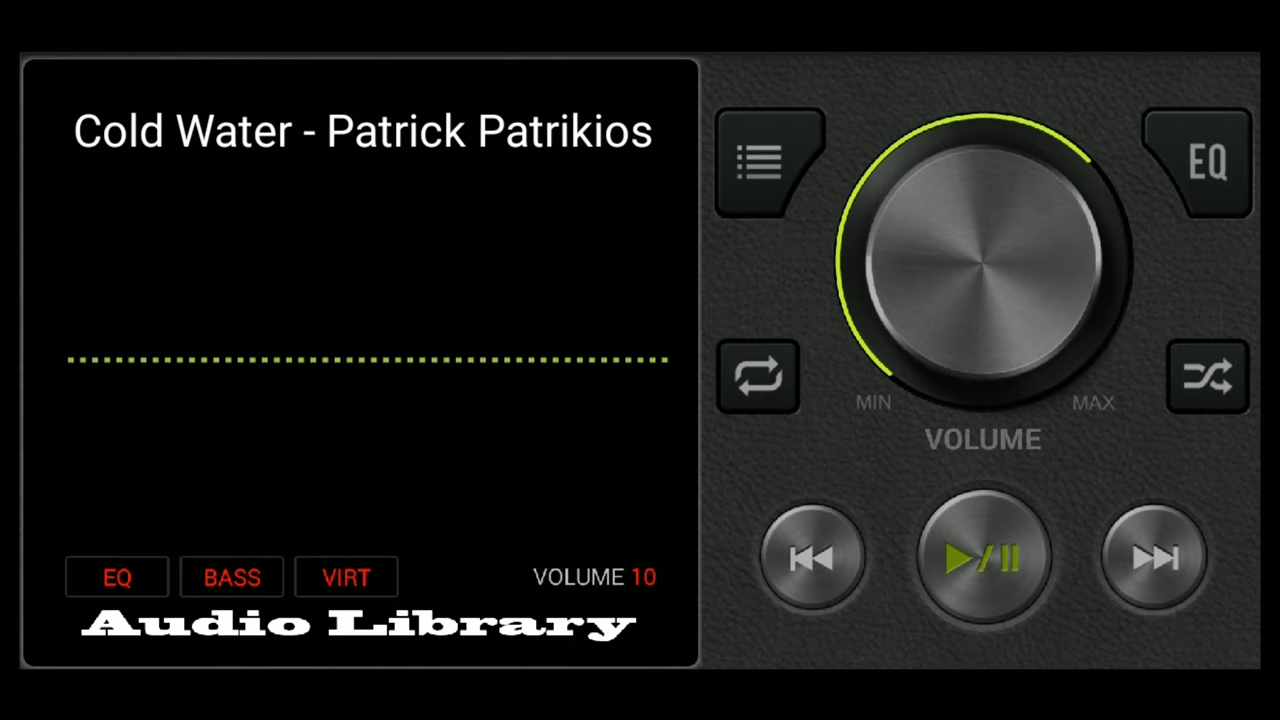 Cold Water - Patrick Patrikios
EQ BASS VIRT VOLUME 10
Audio Library
EQ
MIN MAX
VOLUME